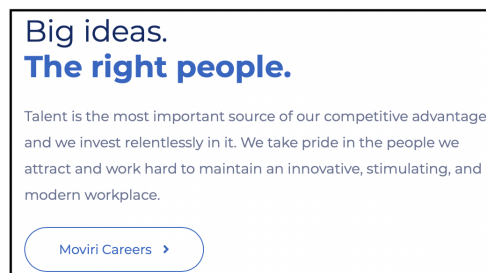 Big ideas.
The right people.
Talent is the most important source of our competitive advantage
and we invest relentlessly in it. We take pride in the people we
attract and work hard to maintain an innovative, stimulating, and
modern workplace.
Moviri Careers